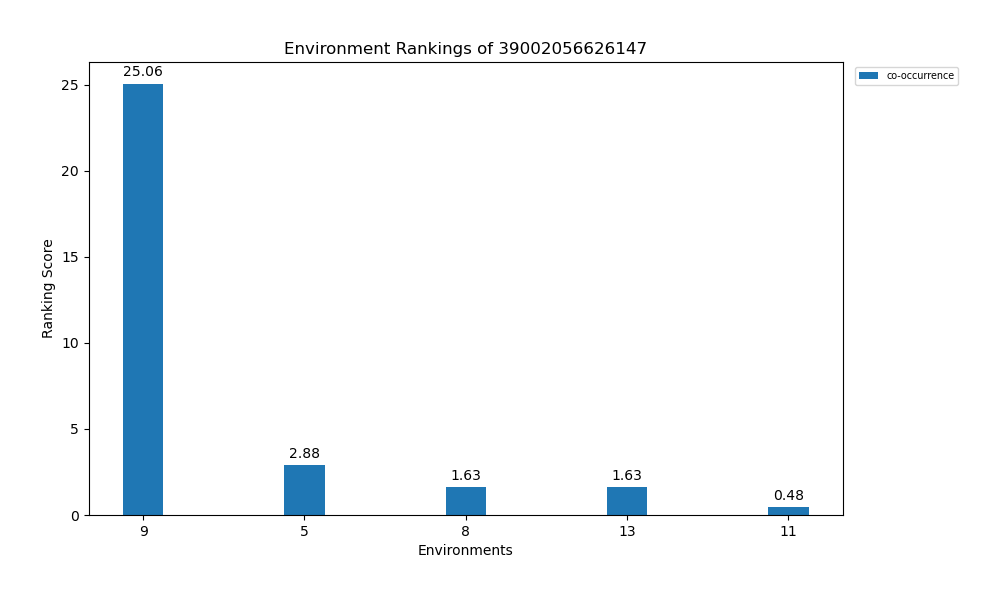 Environment Rankings of 39002056626147
co-occurrence
25.06
2.88
1.63
1.63
0.48
25
20
15
10
5
0
Ranking Score
9 5 8 13 11
Environments